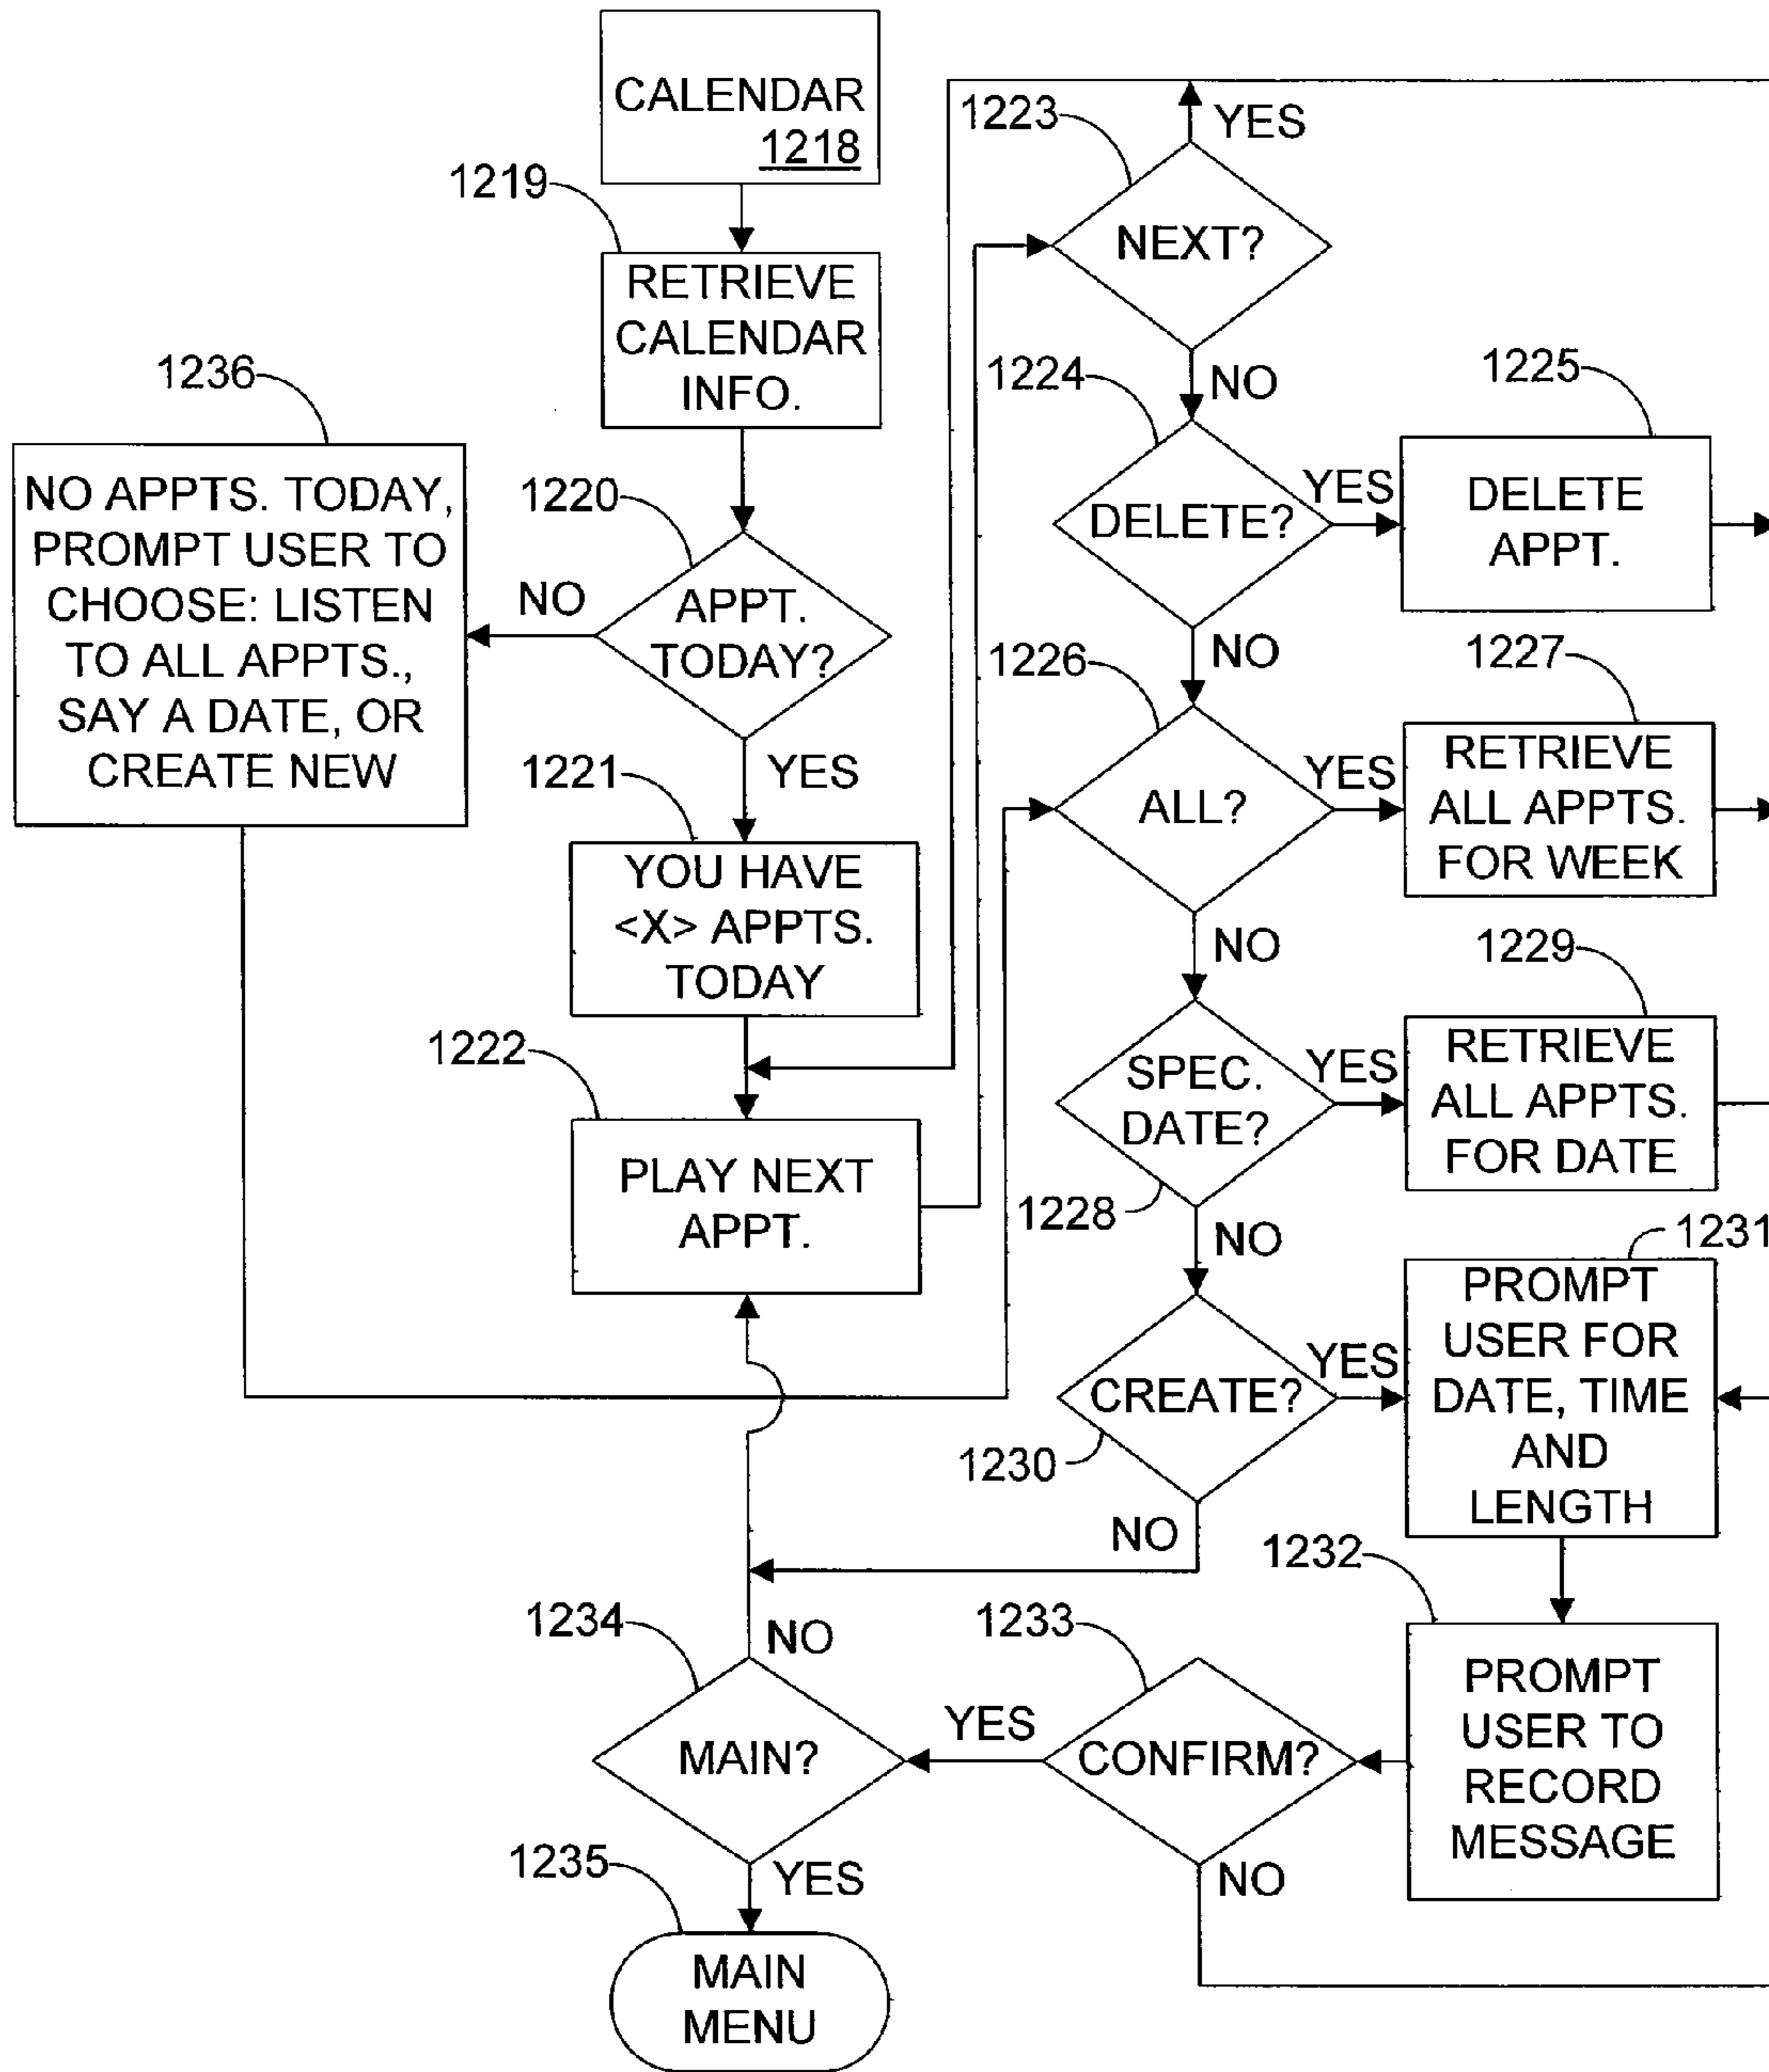 CALENDAR
1218
1219
RETRIEVE
CALENDAR
INFO.
1220
APPT.
TODAY?
NO
YES
1236
NO APPTS. TODAY,
PROMPT USER TO
CHOOSE: LISTEN
TO ALL APPTS.,
SAY A DATE, OR
CREATE NEW
1221
YOU HAVE
<X> APPTS.
TODAY
1222
PLAY NEXT
APPT.
1223
YES
NEXT?
NO
1224
DELETE?
YES
1225
DELETE
APPT.
NO
1226
ALL?
YES
1227
RETRIEVE
ALL APPTS.
FOR WEEK
NO
SPEC.
DATE?
1228
YES
1229
RETRIEVE
ALL APPTS.
FOR DATE
NO
CREATE?
1230
YES
1231
PROMPT
USER FOR
DATE, TIME
AND
LENGTH
NO
1232
PROMPT
USER TO
RECORD
MESSAGE
1233
CONFIRM?
YES
NO
1234
NO
MAIN?
YES
1235
MAIN
MENU